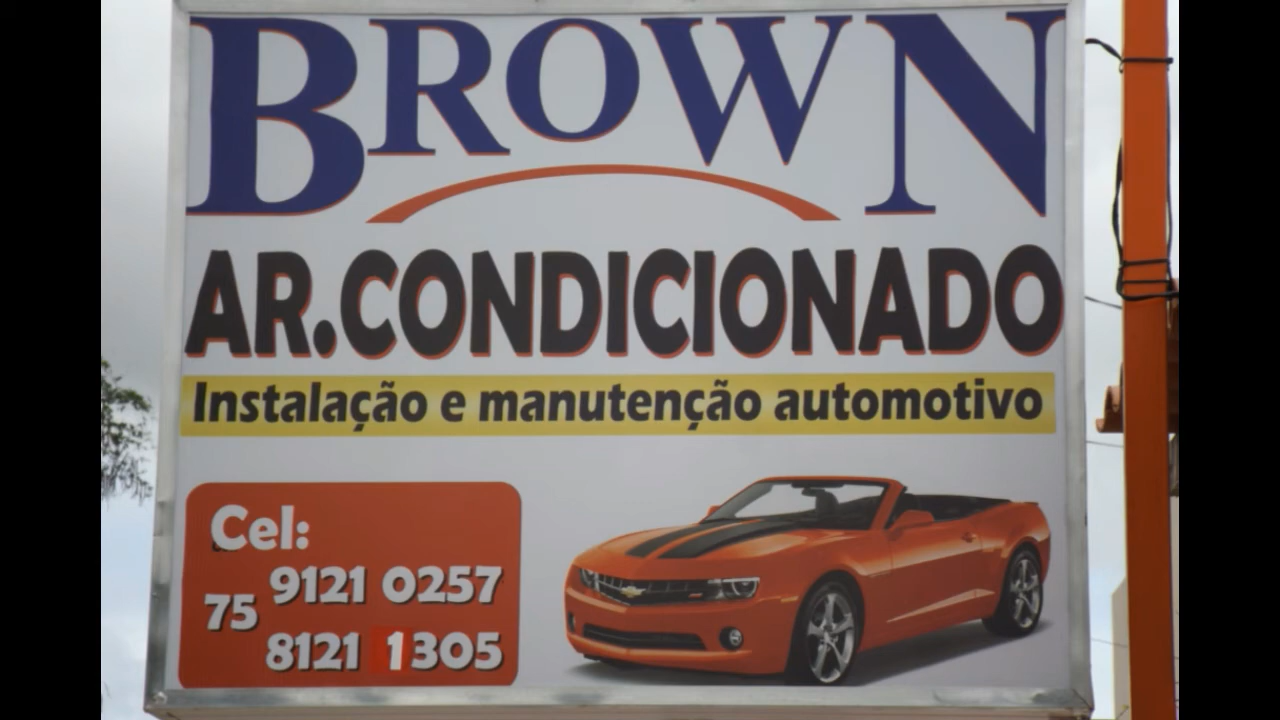 BROWN
AR.CONDICIONADO
Instalação e manutenção automotivo
Cel:
75 9121 0257
8121 1305